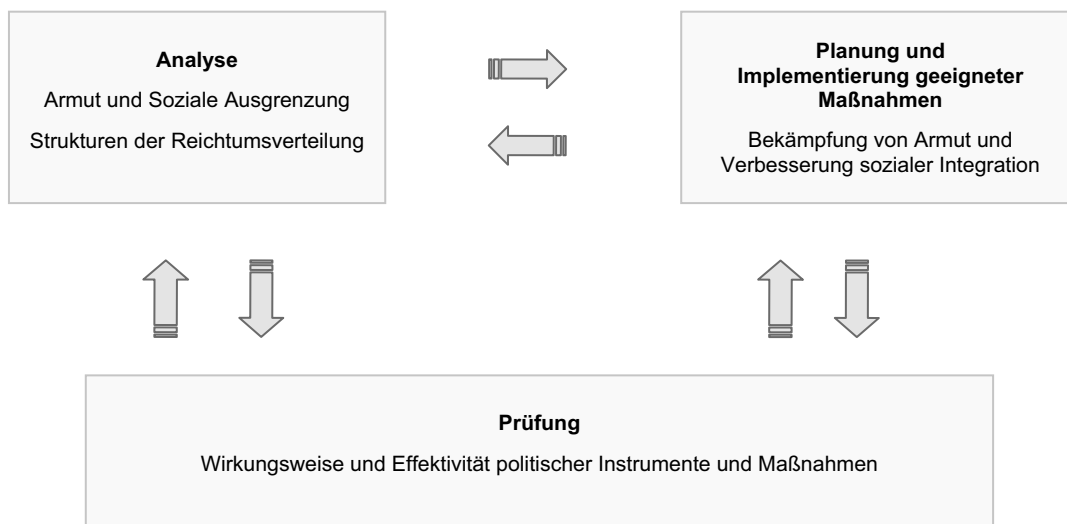 Analyse
Armut und Soziale Ausgrenzung
Strukturen der Reichtumsverteilung
Planung und
Implementierung geeigneter
Maßnahmen
Bekämpfung von Armut und
Verbesserung sozialer Integration
Prüfung
Wirkungsweise und Effektivität politischer Instrumente und Maßnahmen